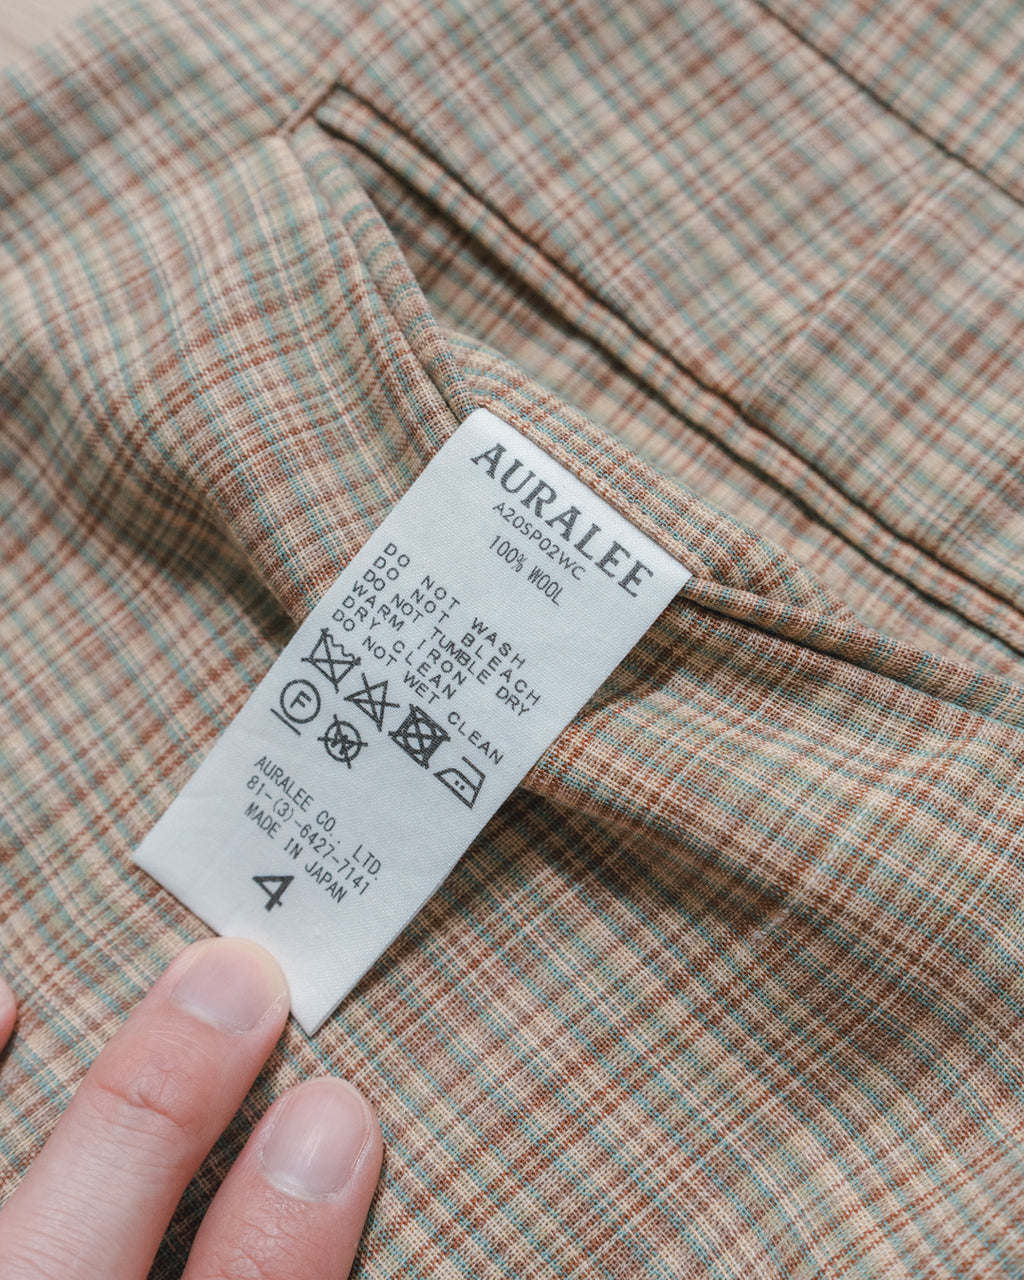 AURALEE
A20SP02WC
100% WOOL
DO NOT WASH
DO NOT BLEACH
DO NOT TUMBLE DRY
WARM IRON
DRY CLEAN
DO NOT WET CLEAN
F
W
AURALEE CO., LTD.
81-(3)-6427-7141
MADE IN JAPAN
4